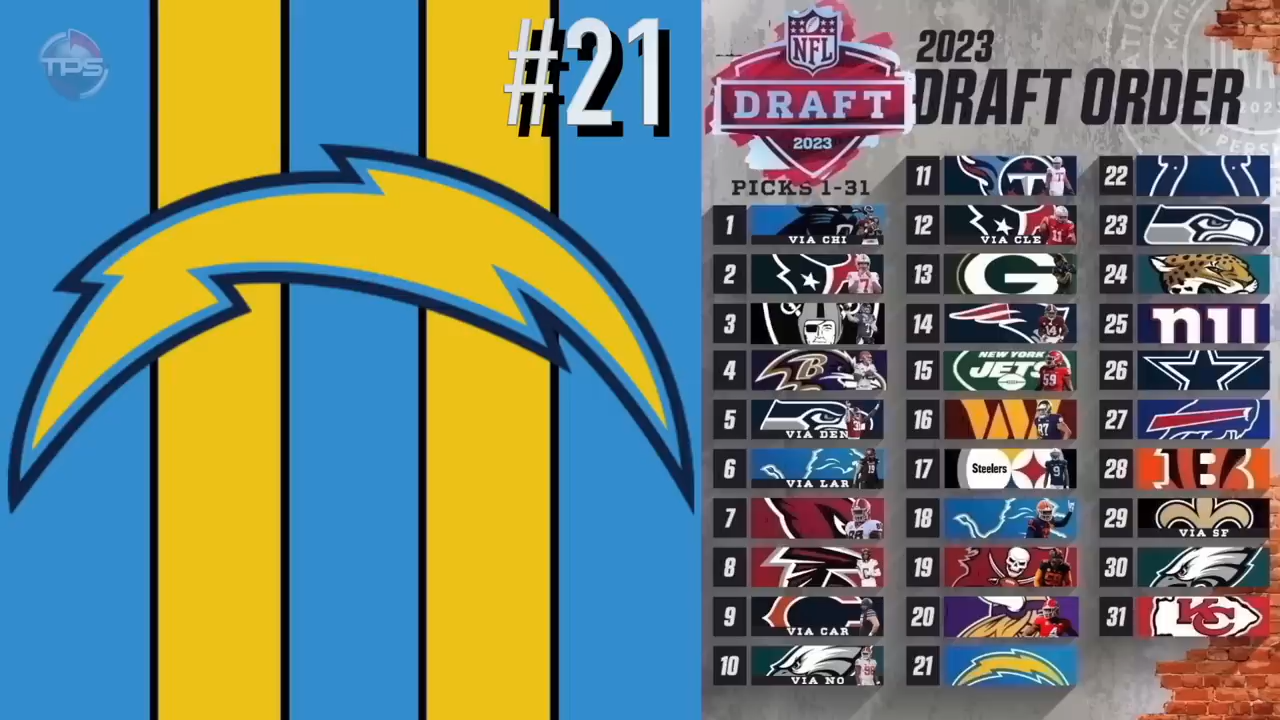 TPS
#21
NFL
DRAFT
2023
2023
DRAFT ORDER
PICKS 1-31
1
VIA CHI
2
3
4
5
VIA DEN
6
VIA LAR
7
8
9
VIA CAR
10
VIA NO
11
12
VIA CLE
13
G
14
15
NEW YORK
JETS
59
16
87
17
Steelers
9
18
19
20
21
22
23
24
25
ny
26
27
28
B
29
VIA SF
30
31
KC